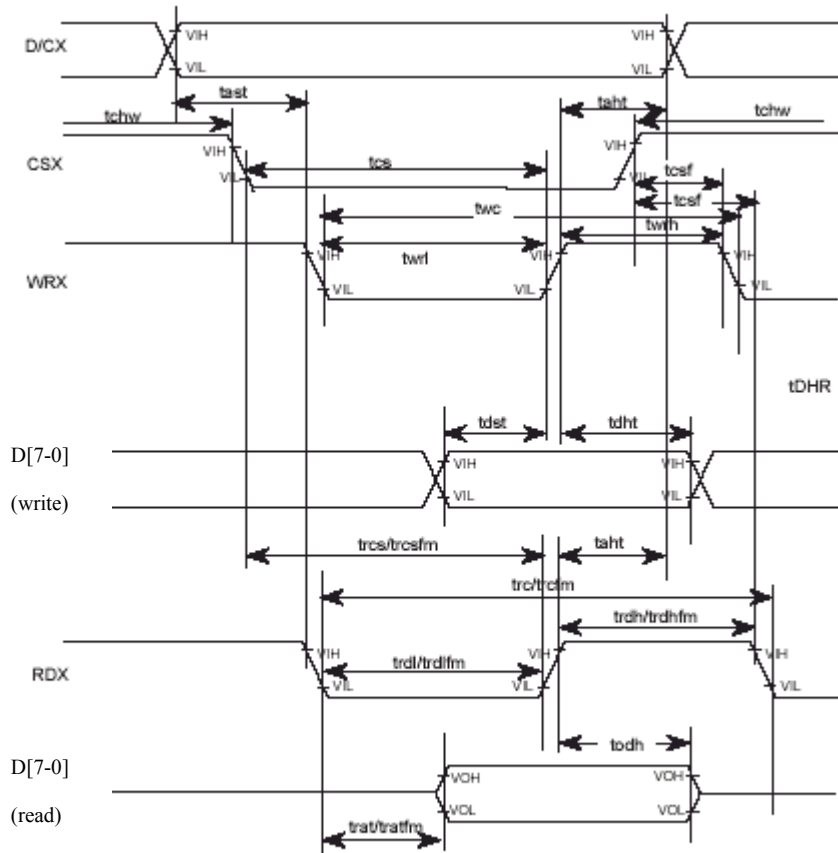 D/CX
VIH
VIH
VIL
VIL
tast
taht
tchw
tchw
CSX
VIH
VIH
tcs
VIL
VIL
tcsf
tcsf
twc
twrh
twrl
VIH
VIH
VIH
WRX
VIL
VIL
VIL
tDHR
tdst
tdht
D[7-0]
VIH
VIH
(write)
VIL
VIL
trcs/trcsfm
taht
trc/trcfm
trdh/trdhfm
VIH
VIH
VIH
RDX
trdl/trdlfm
VIL
VIL
VIL
todh
D[7-0]
VOH
VOH
(read)
VOL
VOL
trat/tratfm